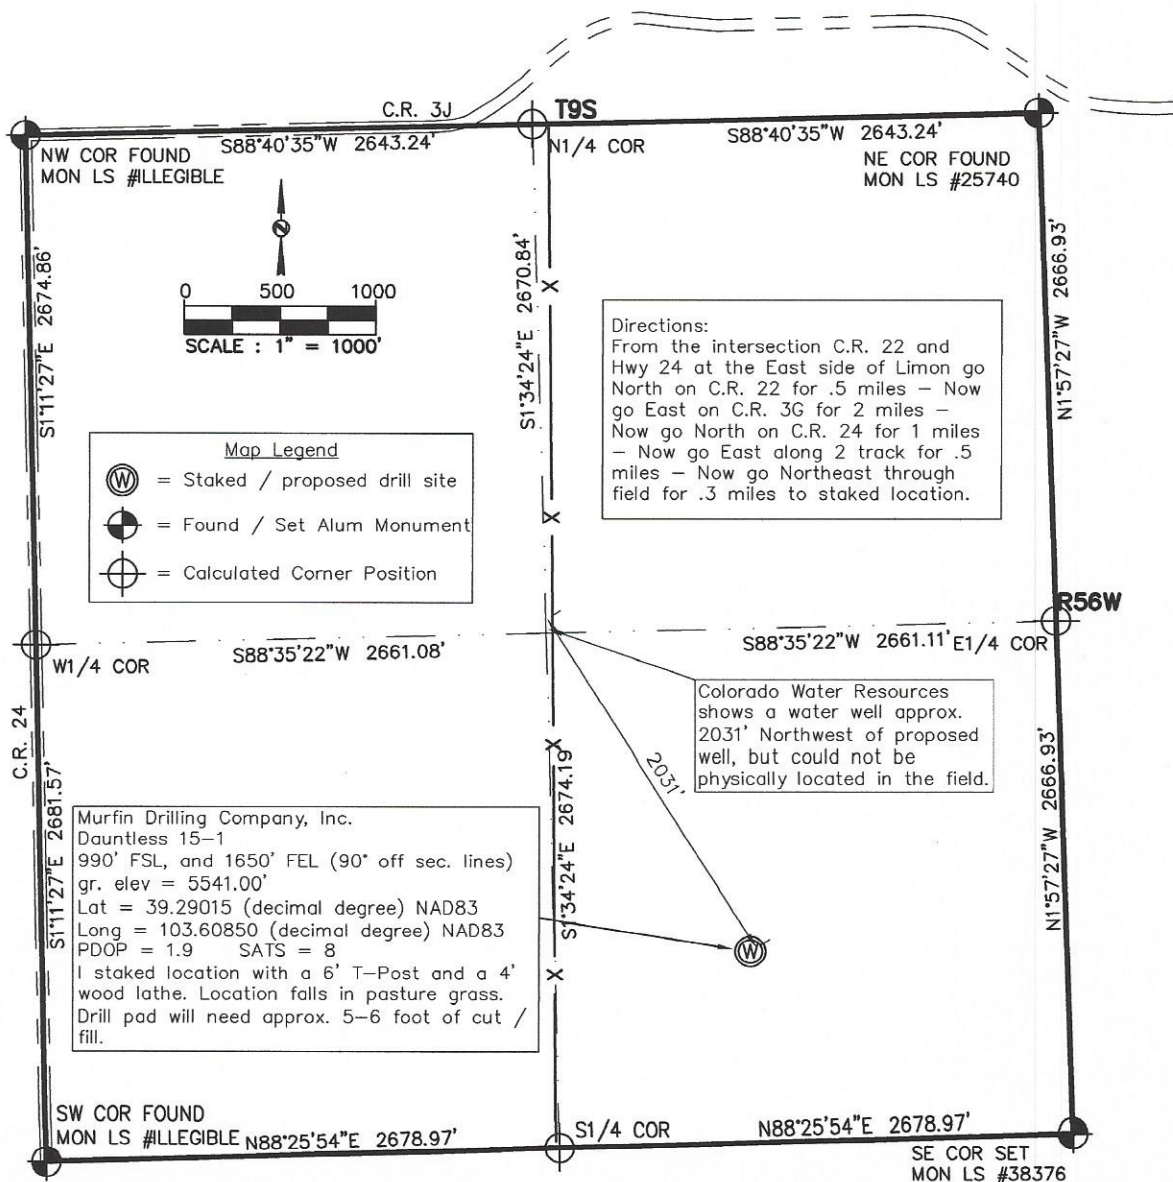 C.R. 3J
T9S
S88°40'35"W 2643.24'
N1/4 COR
S88°40'35"W 2643.24'
NW COR FOUND
MON LS #ILLEGIBLE
NE COR FOUND
MON LS #25740
N
0 500 1000
SCALE : 1" = 1000'
S1°11'27"E 2674.86'
S1°34'24"E 2670.84'
X
N1°57'27"W 2666.93'
Directions:
From the intersection C.R. 22 and
Hwy 24 at the East side of Limon go
North on C.R. 22 for .5 miles – Now
go East on C.R. 3G for 2 miles –
Now go North on C.R. 24 for 1 miles
– Now go East along 2 track for .5
miles – Now go Northeast through
field for .3 miles to staked location.
Map Legend
W = Staked / proposed drill site
= Found / Set Alum Monument
= Calculated Corner Position
X
R56W
W1/4 COR
S88°35'22"W 2661.08'
S88°35'22"W 2661.11'
E1/4 COR
C.R. 24
Colorado Water Resources
shows a water well approx.
2031' Northwest of proposed
well, but could not be
physically located in the field.
X
2031'
S1°11'27"E 2681.57'
S1°34'24"E 2674.19
N1°57'27"W 2666.93'
Murfin Drilling Company, Inc.
Dauntless 15–1
990' FSL, and 1650' FEL (90° off sec. lines)
gr. elev = 5541.00'
Lat = 39.29015 (decimal degree) NAD83
Long = 103.60850 (decimal degree) NAD83
PDOP = 1.9 SATS = 8
I staked location with a 6' T–Post and a 4'
wood lathe. Location falls in pasture grass.
Drill pad will need approx. 5–6 foot of cut /
fill.
W
X
SW COR FOUND
MON LS #ILLEGIBLE
N88°25'54"E 2678.97'
S1/4 COR
N88°25'54"E 2678.97'
SE COR SET
MON LS #38376